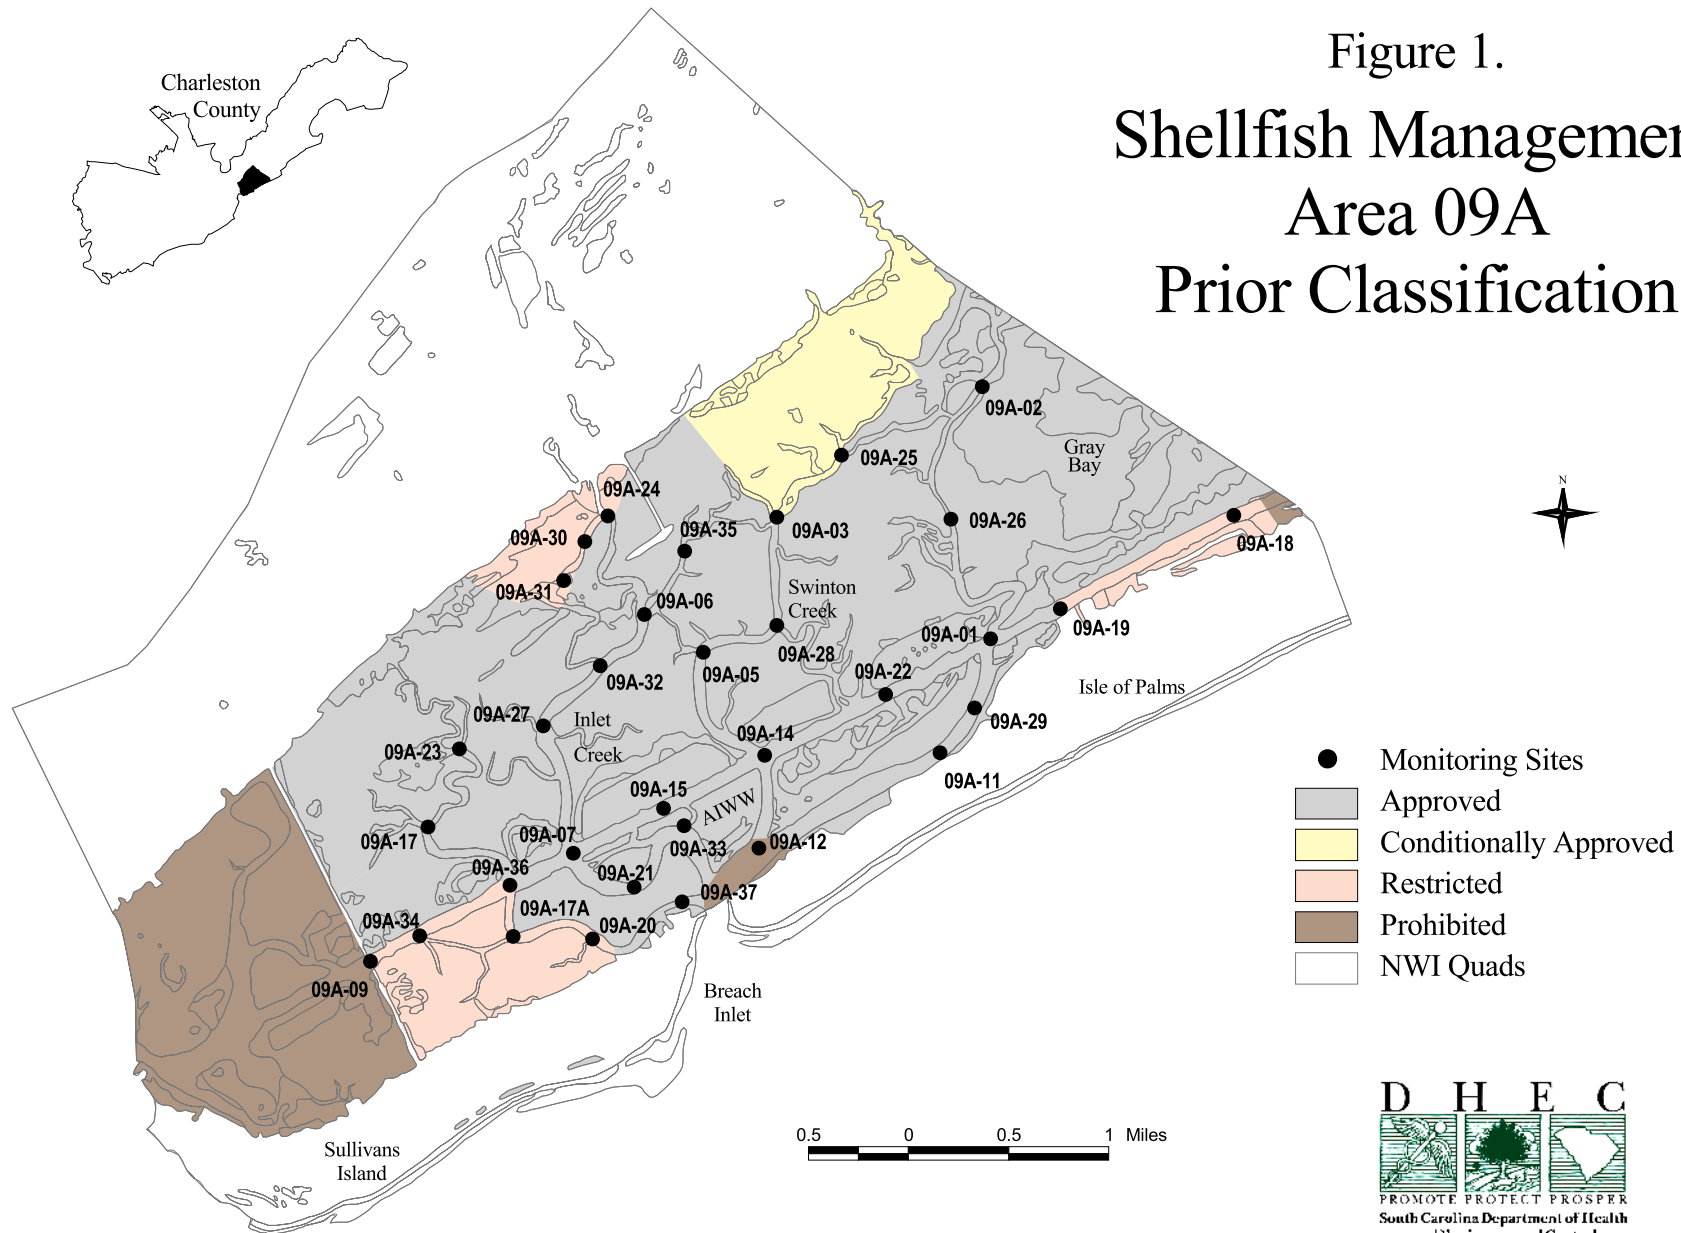 Figure 1.
Shellfish Managemen
Area 09A
Prior Classification
Charleston
County
09A-02
Gray
Bay
09A-25
09A-24
09A-03
09A-26
09A-35
09A-30
09A-18
09A-31
Swinton
Creek
09A-06
09A-19
09A-01
09A-28
09A-05
09A-22
09A-32
Isle of Palms
09A-27
Inlet
Creek
09A-29
09A-14
09A-23
09A-11
09A-15
AIWW
09A-17
09A-07
09A-33
09A-12
09A-36
09A-21
09A-37
09A-34
09A-17A
09A-20
09A-09
Breach
Inlet
Sullivans
Island
N
Monitoring Sites
Approved
Conditionally Approved
Restricted
Prohibited
NWI Quads
0.5 0 0.5 1 Miles
D H E C
PROMOTE PROTECT PROSPER
South Carolina Department of Health